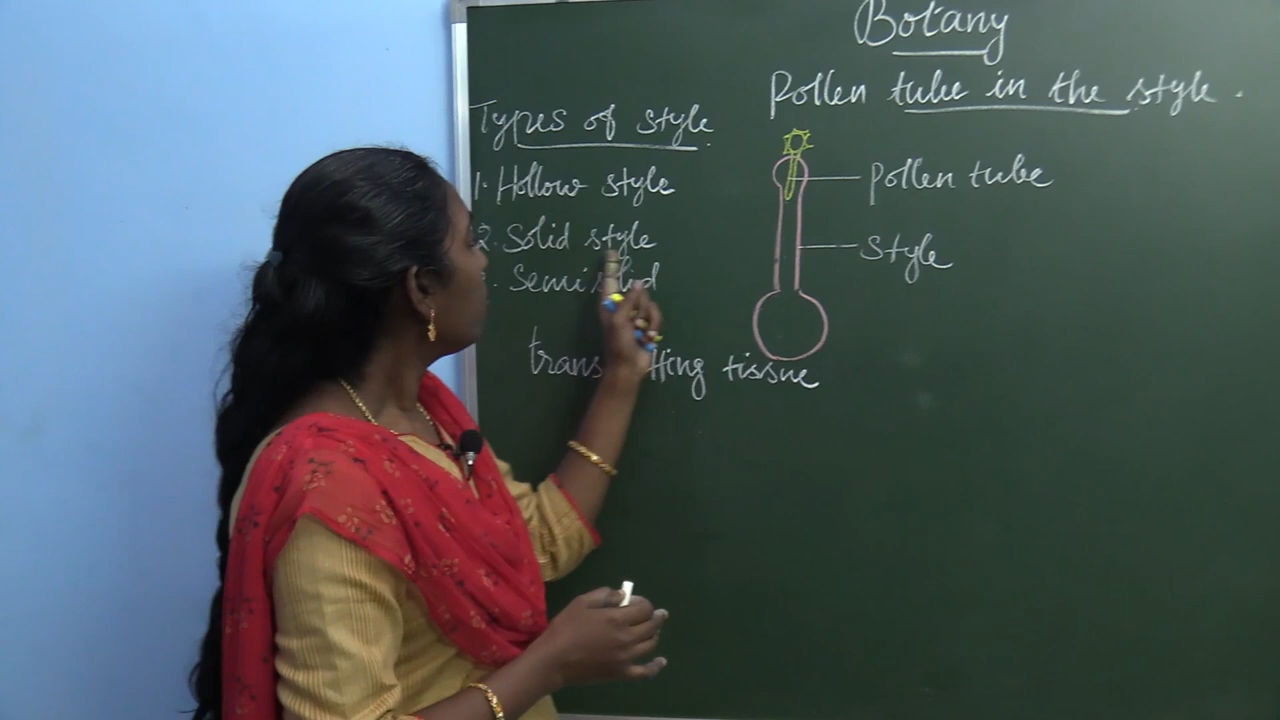 Botany
Pollen tube in the style.
Types of style.
1. Hollow style
2. Solid style
. Semi solid
tissue
Pollen tube
Style